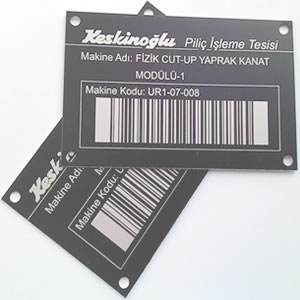 Keskinoğlu Piliç İşleme Tesisi
Makine Adı: FİZİK CUT-UP YAPRAK KANAT
MODÜLÜ-1
Makine Kodu: UR1-07-008
Keskin
Makine Adı:
Makine Kodu: U